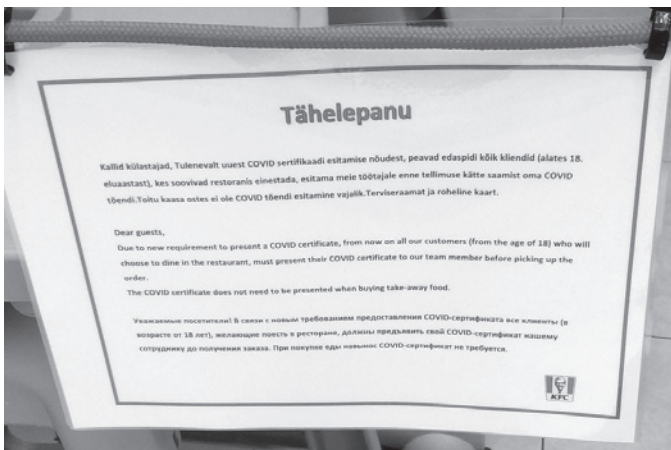 Tähelepanu
Kallid külastajad, Tulenevalt uuest COVID sertifikaadi esitamise nõudest, peavad edaspidi kõik kliendid (alates 18.
eluaastast), kes soovivad restoranis einestada, esitama meie töötajale enne tellimuse kätte saamist oma COVID
tõendi.Toitu kaasa ostes ei ole COVID tõendi esitamine vajalik.Terviseraamat ja roheline kaart.
Dear guests,
Due to new requirement to present a COVID certificate, from now on all our customers (from the age of 18) who will
choose to dine in the restaurant, must present their COVID certificate to our team member before picking up the
order.
The COVID certificate does not need to be presented when buying take-away food.
Уважаемые посетители! В связи с новым требованием предоставления COVID-сертификата все клиенты (в
возрасте от 18 лет), желающие поесть в ресторане, должны предъявить свой COVID-сертификат нашему
сотруднику до получения заказа. При покупке еды навынос COVID-сертификат не требуется.
KFC